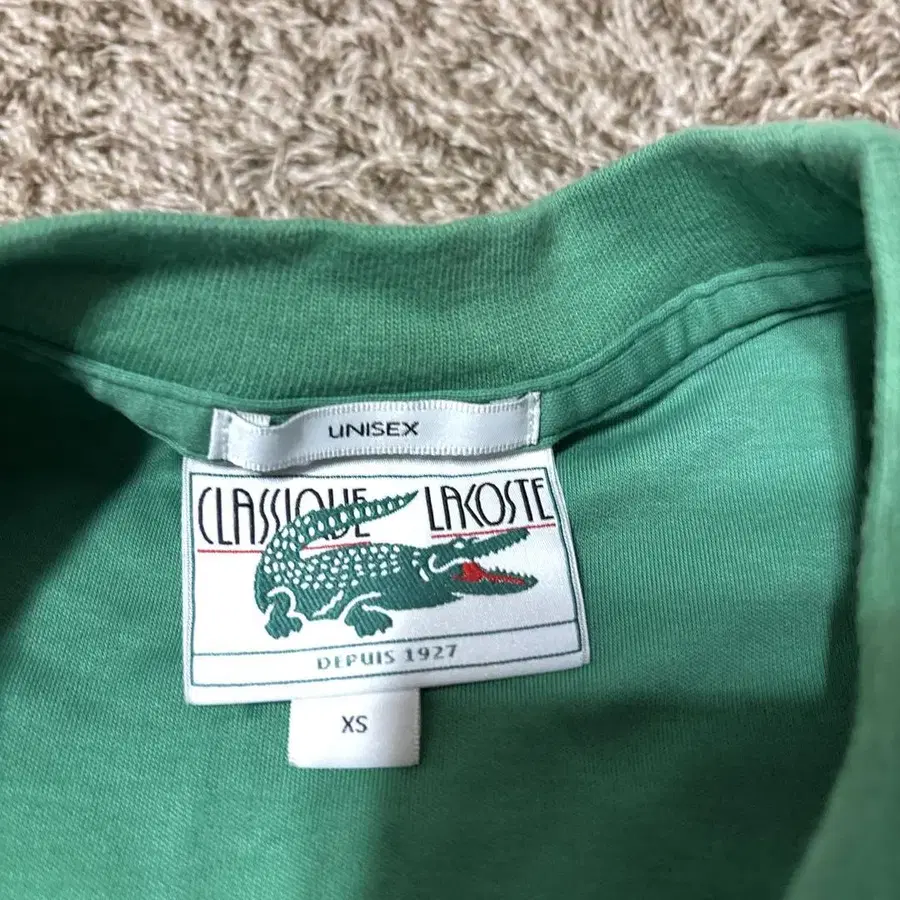 UNISEX
CLASSIQUE LACOSTE
DEPUIS 1927
XS